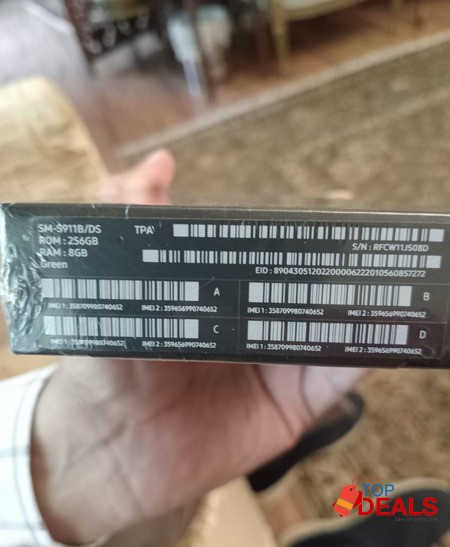 SM-S911B/DS TPA
ROM : 256GB
RAM : 8GB S/N : RFCW11JS08D
Green EID : 89043051202200006222010560857272
A B
IMEI 1 : 358709980740652 IMEI 2 : 359656990740652 IMEI 1 : 358709980740652 IMEI 2 : 359656990740652
C D
IMEI 1 : 358709980740652 IMEI 2 : 359656990740652 IMEI 1 : 358709980740652 IMEI 2 : 359656990740652
TOP
DEALS